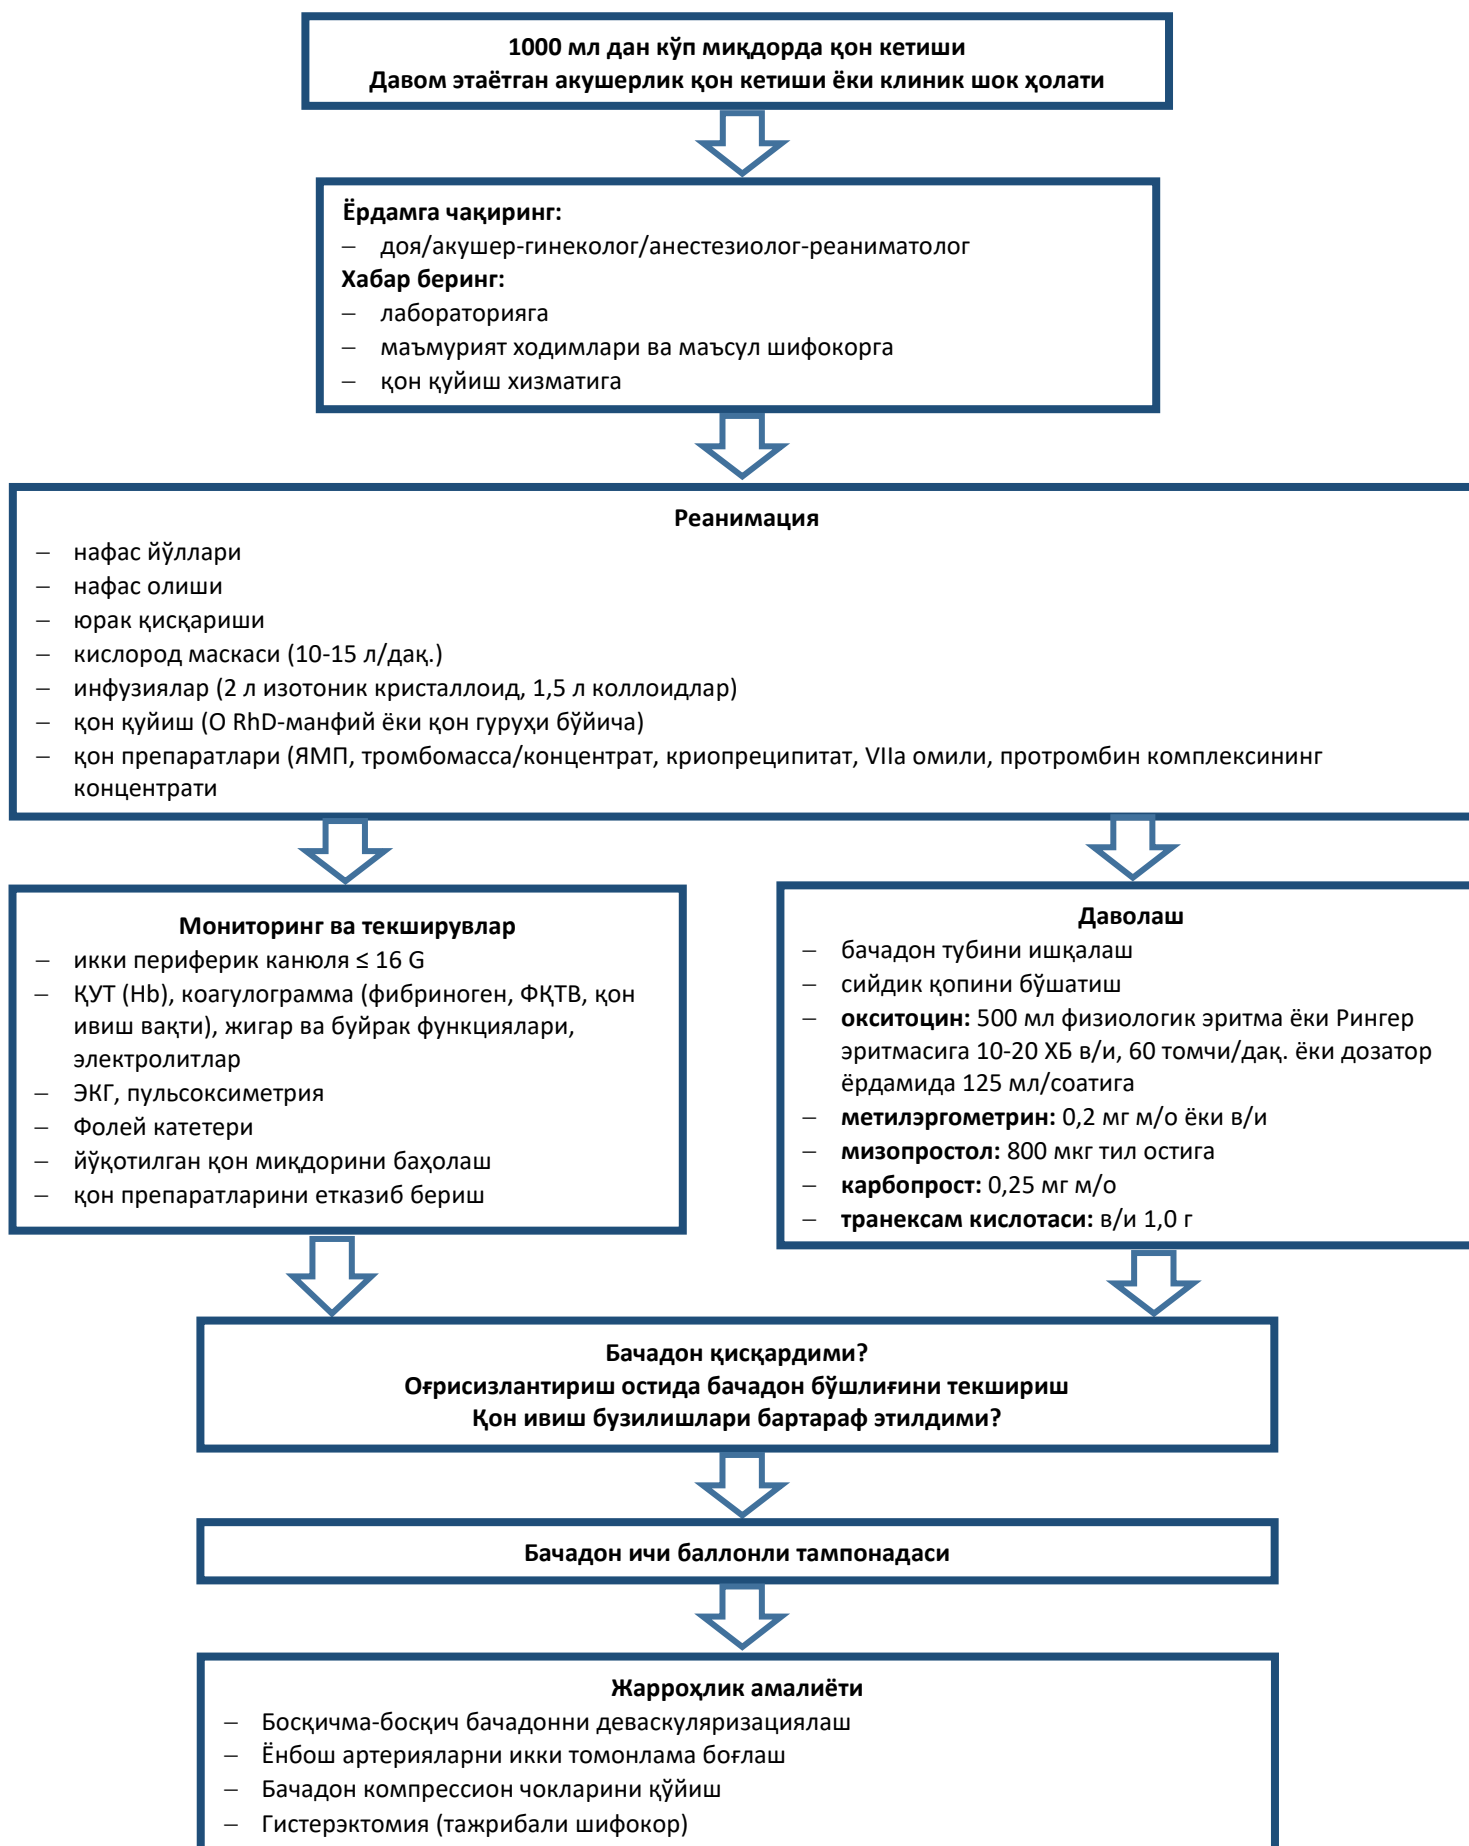 1000 мл дан кўп миқдорда қон кетиши
Давом этаётган акушерлик қон кетиши ёки клиник шок ҳолати
Ёрдамга чақиринг:
– доя/акушер-гинеколог/анестезиолог-реаниматолог
Хабар беринг:
– лабораторияга
– маъмурият ходимлари ва маъсул шифокорга
– қон қуйиш хизматига
Реанимация
– нафас йўллари
– нафас олиши
– юрак қисқариши
– кислород маскаси (10-15 л/дақ.)
– инфузиялар (2 л изотоник кристаллоид, 1,5 л коллоидлар)
– қон қуйиш (О RhD-манфий ёки қон гуруҳи бўйича)
– қон препаратлари (ЯМП, тромбомасса/концентрат, криопреципитат, VIIa омили, протромбин комплексининг
концентрати
Мониторинг ва текширувлар
– икки периферик канюля ≤ 16 G
– ҚУТ (Hb), коагулограмма (фибриноген, ФҚТВ, қон
ивиш вақти), жигар ва буйрак функциялари,
электролитлар
– ЭКГ, пульсоксиметрия
– Фолей катетери
– йўқотилган қон миқдорини баҳолаш
– қон препаратларини етказиб бериш
Даволаш
– бачадон тубини ишқалаш
– сийдик қопини бўшатиш
– окситоцин: 500 мл физиологик эритма ёки Рингер
эритмасига 10-20 ХБ в/и, 60 томчи/дақ. ёки дозатор
ёрдамида 125 мл/соатига
– метилэргометрин: 0,2 мг м/о ёки в/и
– мизопростол: 800 мкг тил остига
– карбопрост: 0,25 мг м/о
– транексам кислотаси: в/и 1,0 г
Бачадон қисқардими?
Оғрисизлантириш остида бачадон бўшлиғини текшириш
Қон ивиш бузилишлари бартараф этилдими?
Бачадон ичи баллонли тампонадаси
Жарроҳлик амалиёти
– Босқичма-босқич бачадонни деваскуляризациялаш
– Ёнбош артерияларни икки томонлама боғлаш
– Бачадон компрессион чокларини қўйиш
– Гистерэктомия (тажрибали шифокор)